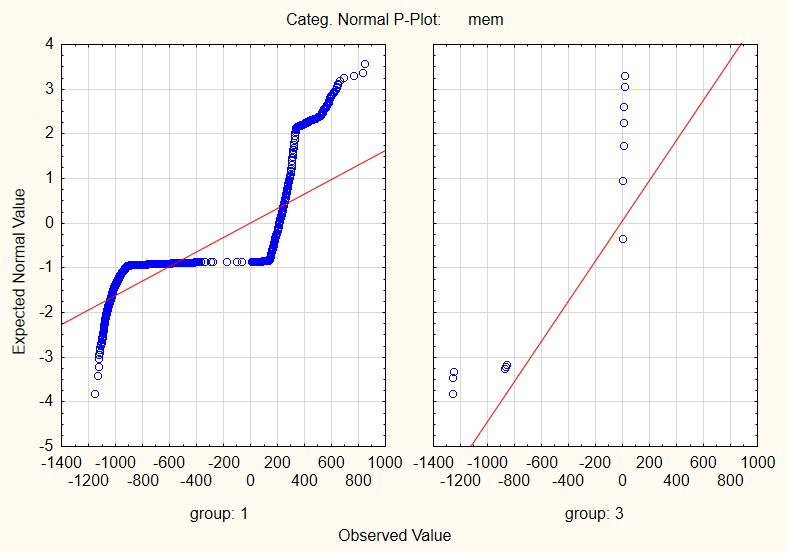 Categ. Normal P-Plot: mem
4
3
2
1
0
-1
-2
-3
-4
-5
Expected Normal Value
-1400 -1000 -600 -200 200 600 1000 -1400 -1000 -600 -200 200 600 1000
-1200 -800 -400 0 400 800 -1200 -800 -400 0 400 800
group: 1 group: 3
Observed Value